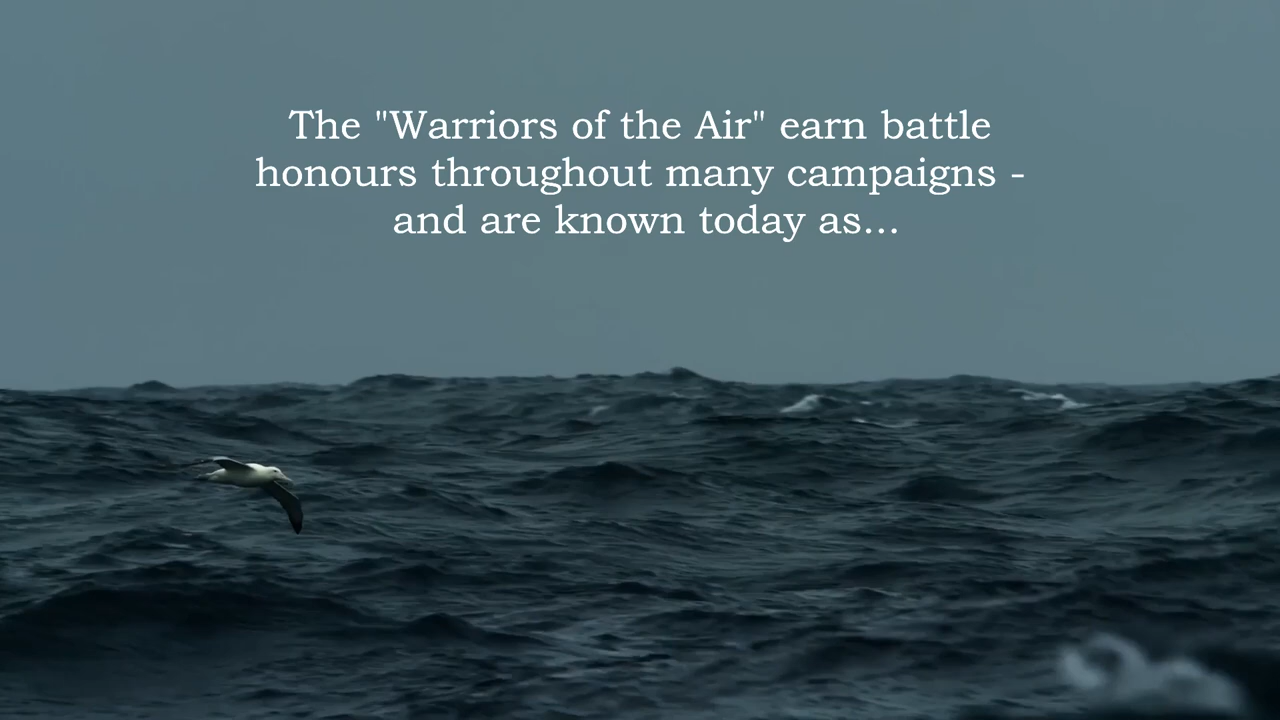 The "Warriors of the Air" earn battle
honours throughout many campaigns -
and are known today as...